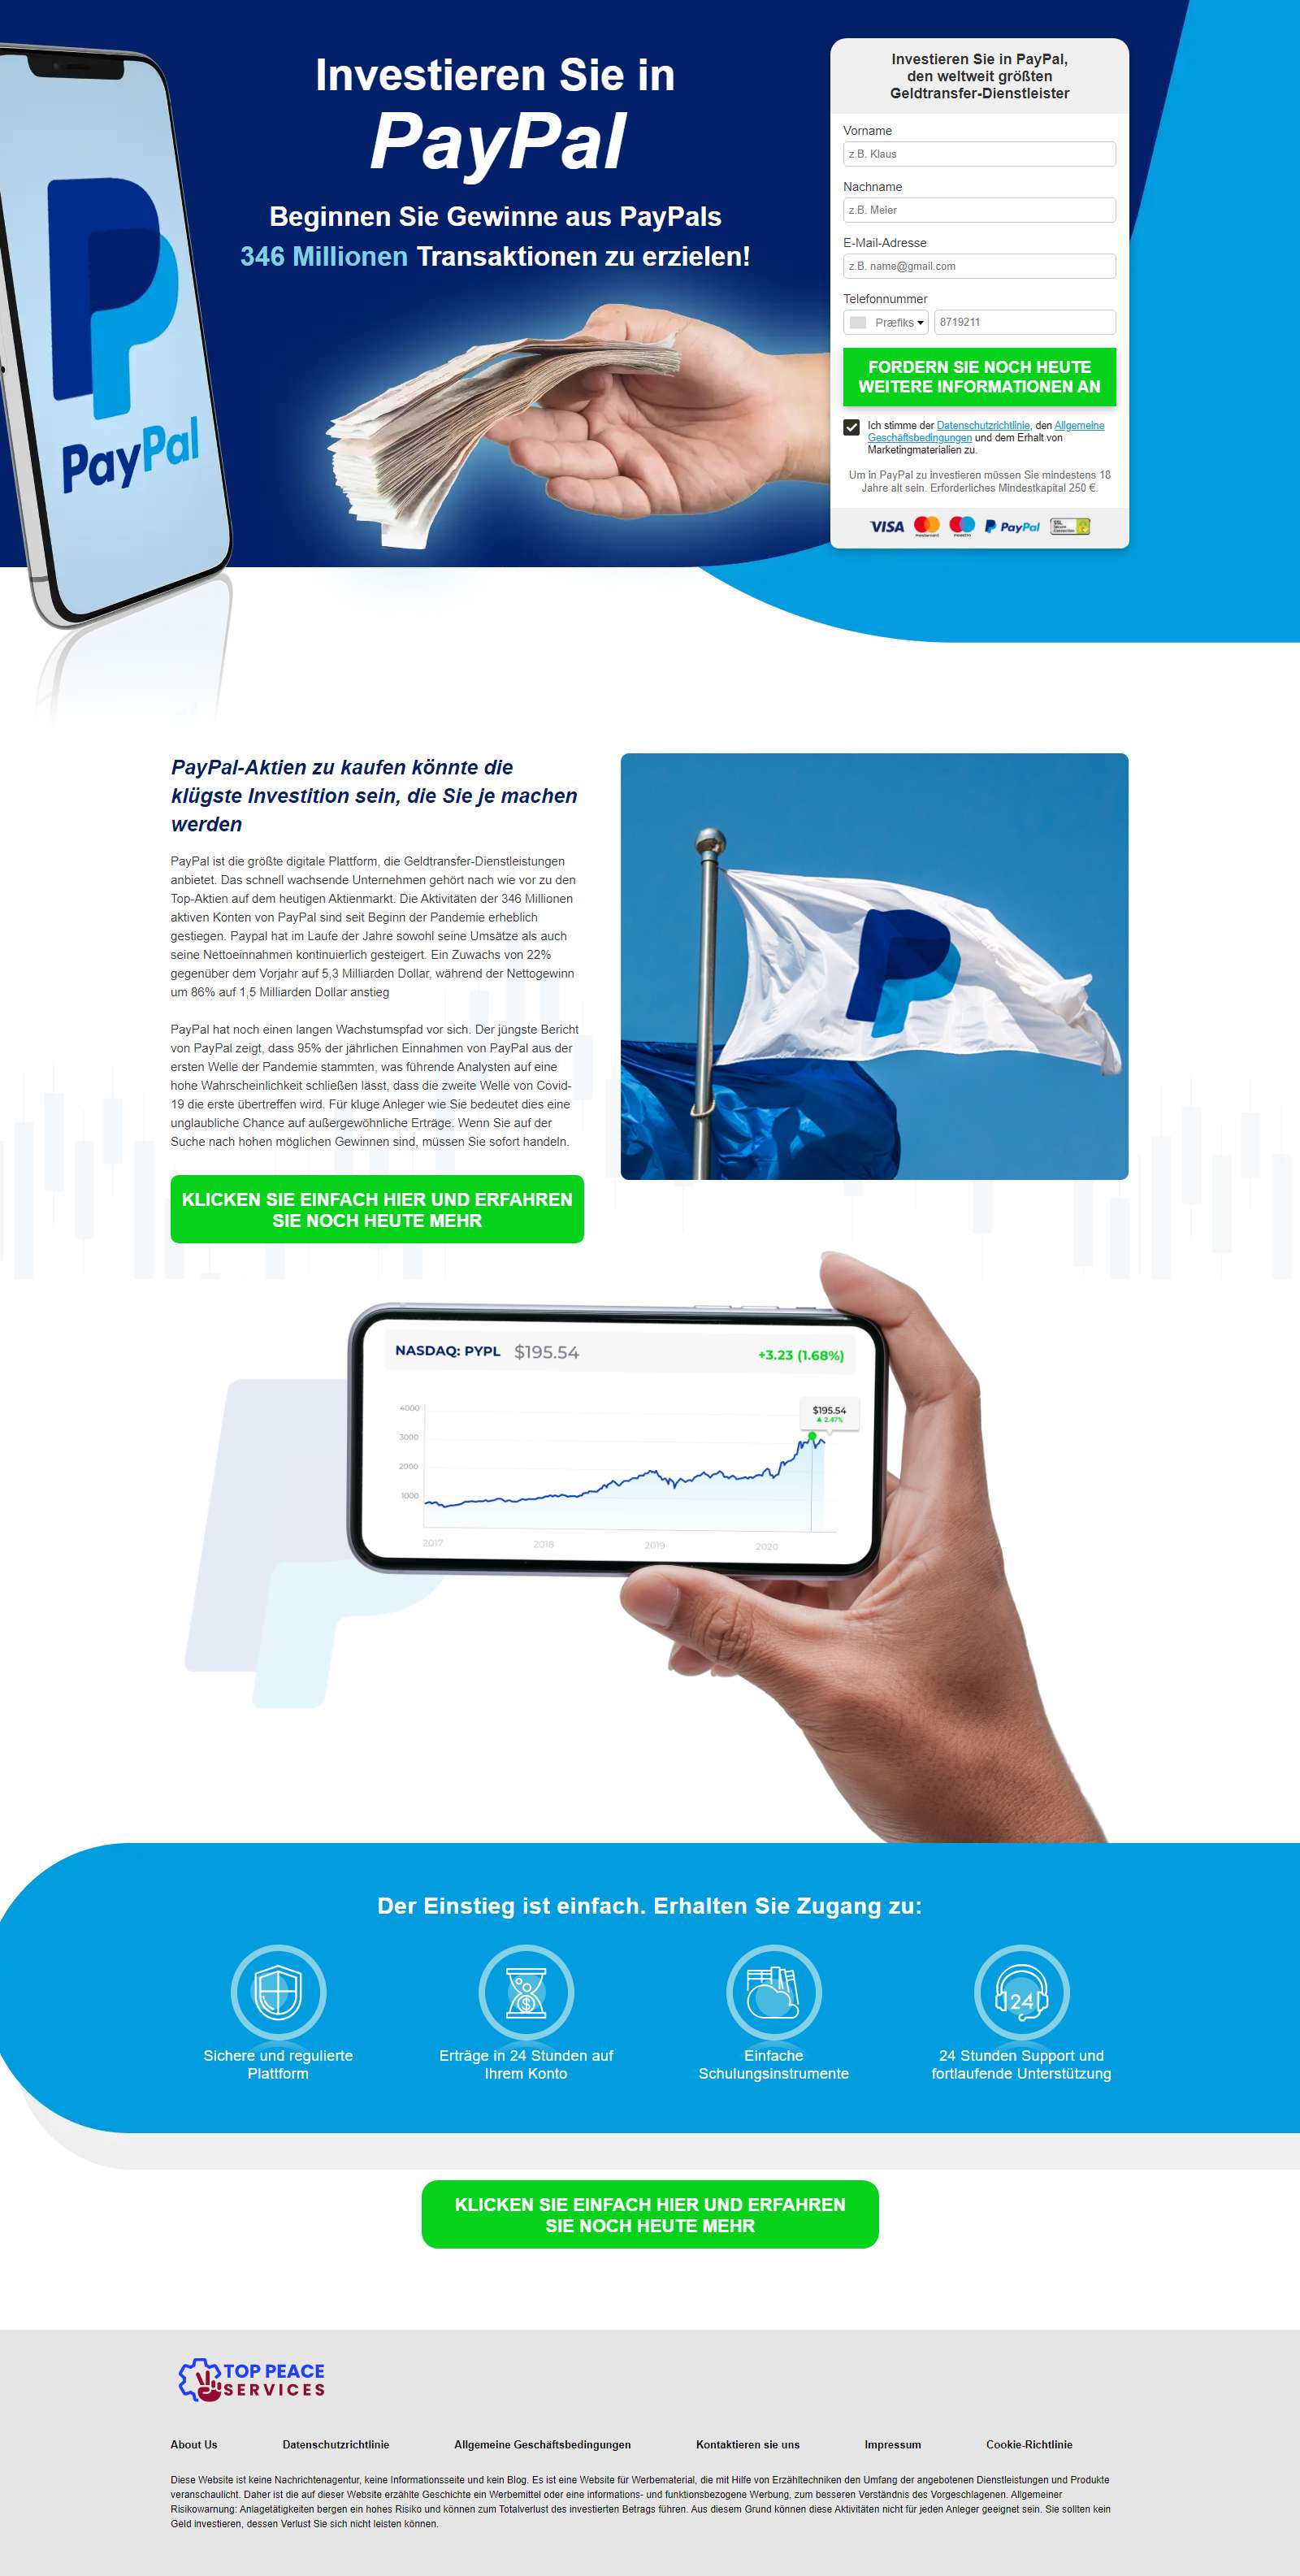 Investieren Sie in
PayPal
Beginnen Sie Gewinne aus PayPals
346 Millionen Transaktionen zu erzielen!
PayPal
Investieren Sie in PayPal,
den weltweit größten
Geldtransfer-Dienstleister
Vorname
z.B. Klaus
Nachname
z.B. Meier
E-Mail-Adresse
z.B. name@gmail.com
Telefonnummer
Præfiks 8719211
FORDERN SIE NOCH HEUTE
WEITERE INFORMATIONEN AN
Ich stimme der Datenschutzrichtlinie, den Allgemeine
Geschäftsbedingungen und dem Erhalt von
Marketingmaterialien zu.
Um in PayPal zu investieren müssen Sie mindestens 18
Jahre alt sein. Erforderliches Mindestkapital 250 €.
VISA PayPal
PayPal-Aktien zu kaufen könnte die
klügste Investition sein, die Sie je machen
werden
PayPal ist die größte digitale Plattform, die Geldtransfer-Dienstleistungen
anbietet. Das schnell wachsende Unternehmen gehört nach wie vor zu den
Top-Aktien auf dem heutigen Aktienmarkt. Die Aktivitäten der 346 Millionen
aktiven Konten von PayPal sind seit Beginn der Pandemie erheblich
gestiegen. Paypal hat im Laufe der Jahre sowohl seine Umsätze als auch
seine Nettoeinnahmen kontinuierlich gesteigert. Ein Zuwachs von 22%
gegenüber dem Vorjahr auf 5,3 Milliarden Dollar, während der Nettogewinn
um 86% auf 1,5 Milliarden Dollar anstieg
PayPal hat noch einen langen Wachstumspfad vor sich. Der jüngste Bericht
von PayPal zeigt, dass 95% der jährlichen Einnahmen von PayPal aus der
ersten Welle der Pandemie stammten, was führende Analysten auf eine
hohe Wahrscheinlichkeit schließen lässt, dass die zweite Welle von Covid-
19 die erste übertreffen wird. Für kluge Anleger wie Sie bedeutet dies eine
unglaubliche Chance auf außergewöhnliche Erträge. Wenn Sie auf der
Suche nach hohen möglichen Gewinnen sind, müssen Sie sofort handeln.
KLICKEN SIE EINFACH HIER UND ERFAHREN
SIE NOCH HEUTE MEHR
NASDAQ: PYPL $195.54 +3.23 (1.68%)
$195.54
▲ 2.47%
4000
3000
2000
1000
2017 2018 2019 2020
Der Einstieg ist einfach. Erhalten Sie Zugang zu:
24
Sichere und regulierte
Plattform
Erträge in 24 Stunden auf
Ihrem Konto
Einfache
Schulungsinstrumente
24 Stunden Support und
fortlaufende Unterstützung
KLICKEN SIE EINFACH HIER UND ERFAHREN
SIE NOCH HEUTE MEHR
TOP PEACE
SERVICES
About Us Datenschutzrichtlinie Allgemeine Geschäftsbedingungen Kontaktieren sie uns Impressum Cookie-Richtlinie
Diese Website ist keine Nachrichtenagentur, keine Informationsseite und kein Blog. Es ist eine Website für Werbematerial, die mit Hilfe von Erzähltechniken den Umfang der angebotenen Dienstleistungen und Produkte
veranschaulicht. Daher ist die auf dieser Website erzählte Geschichte ein Werbemittel oder eine informations- und funktionsbezogene Werbung, zum besseren Verständnis des Vorgeschlagenen. Allgemeiner
Risikowarnung: Anlagetätigkeiten bergen ein hohes Risiko und können zum Totalverlust des investierten Betrags führen. Aus diesem Grund können diese Aktivitäten nicht für jeden Anleger geeignet sein. Sie sollten kein
Geld investieren, dessen Verlust Sie sich nicht leisten können.